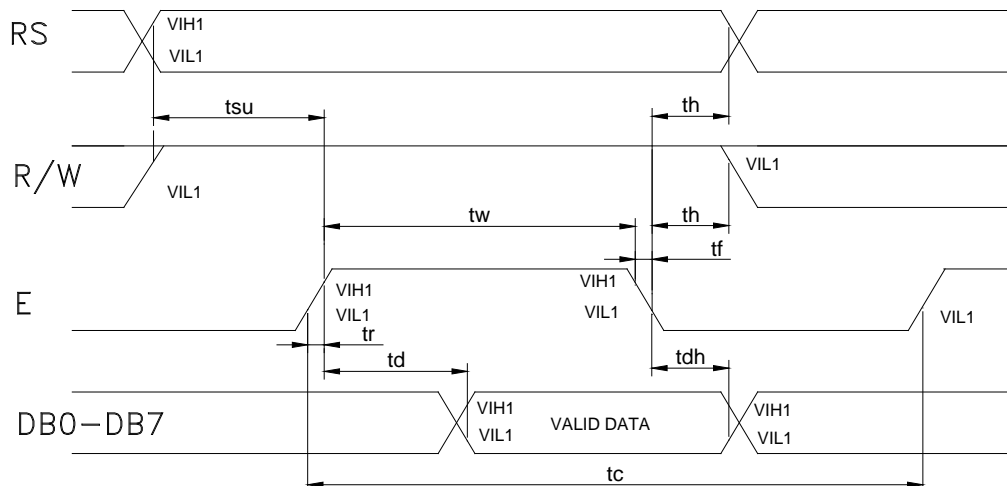 RS
VIH1
VIL1
tsu
th
R/W
VIL1
VIL1
tw
th
tf
E
VIH1
VIL1
VIH1
VIL1
VIL1
tr
td
tdh
DB0-DB7
VIH1
VIL1
VALID DATA
VIH1
VIL1
tc